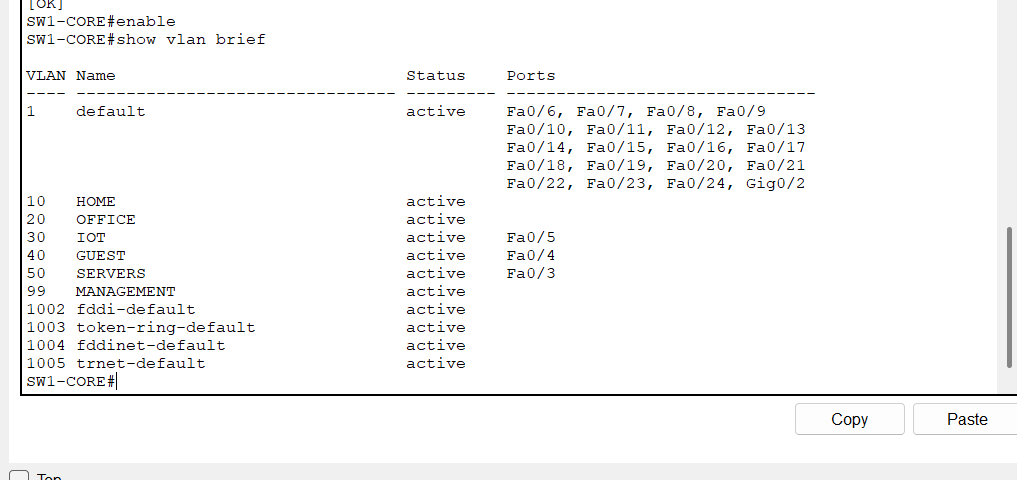 [OK]
SW1-CORE#enable
SW1-CORE#show vlan brief
VLAN Name                             Status    Ports
---- -------------------------------- --------- -------------------------------
1    default                          active    Fa0/6, Fa0/7, Fa0/8, Fa0/9
                                                Fa0/10, Fa0/11, Fa0/12, Fa0/13
                                                Fa0/14, Fa0/15, Fa0/16, Fa0/17
                                                Fa0/18, Fa0/19, Fa0/20, Fa0/21
                                                Fa0/22, Fa0/23, Fa0/24, Gig0/2
10   HOME                             active
20   OFFICE                           active
30   IOT                              active    Fa0/5
40   GUEST                            active    Fa0/4
50   SERVERS                          active    Fa0/3
99   MANAGEMENT                       active
1002 fddi-default                     active
1003 token-ring-default               active
1004 fddinet-default                  active
1005 trnet-default                    active
SW1-CORE#
Copy Paste
Top